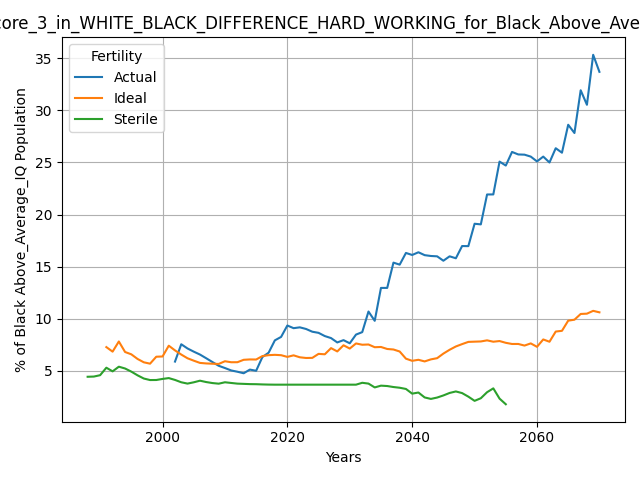 core_3_in_WHITE_BLACK_DIFFERENCE_HARD_WORKING_for_Black_Above_Ave
Fertility
Actual
Ideal
Sterile
% of Black Above_Average_IQ Population
35
30
25
20
15
10
5
2000 2020 2040 2060
Years